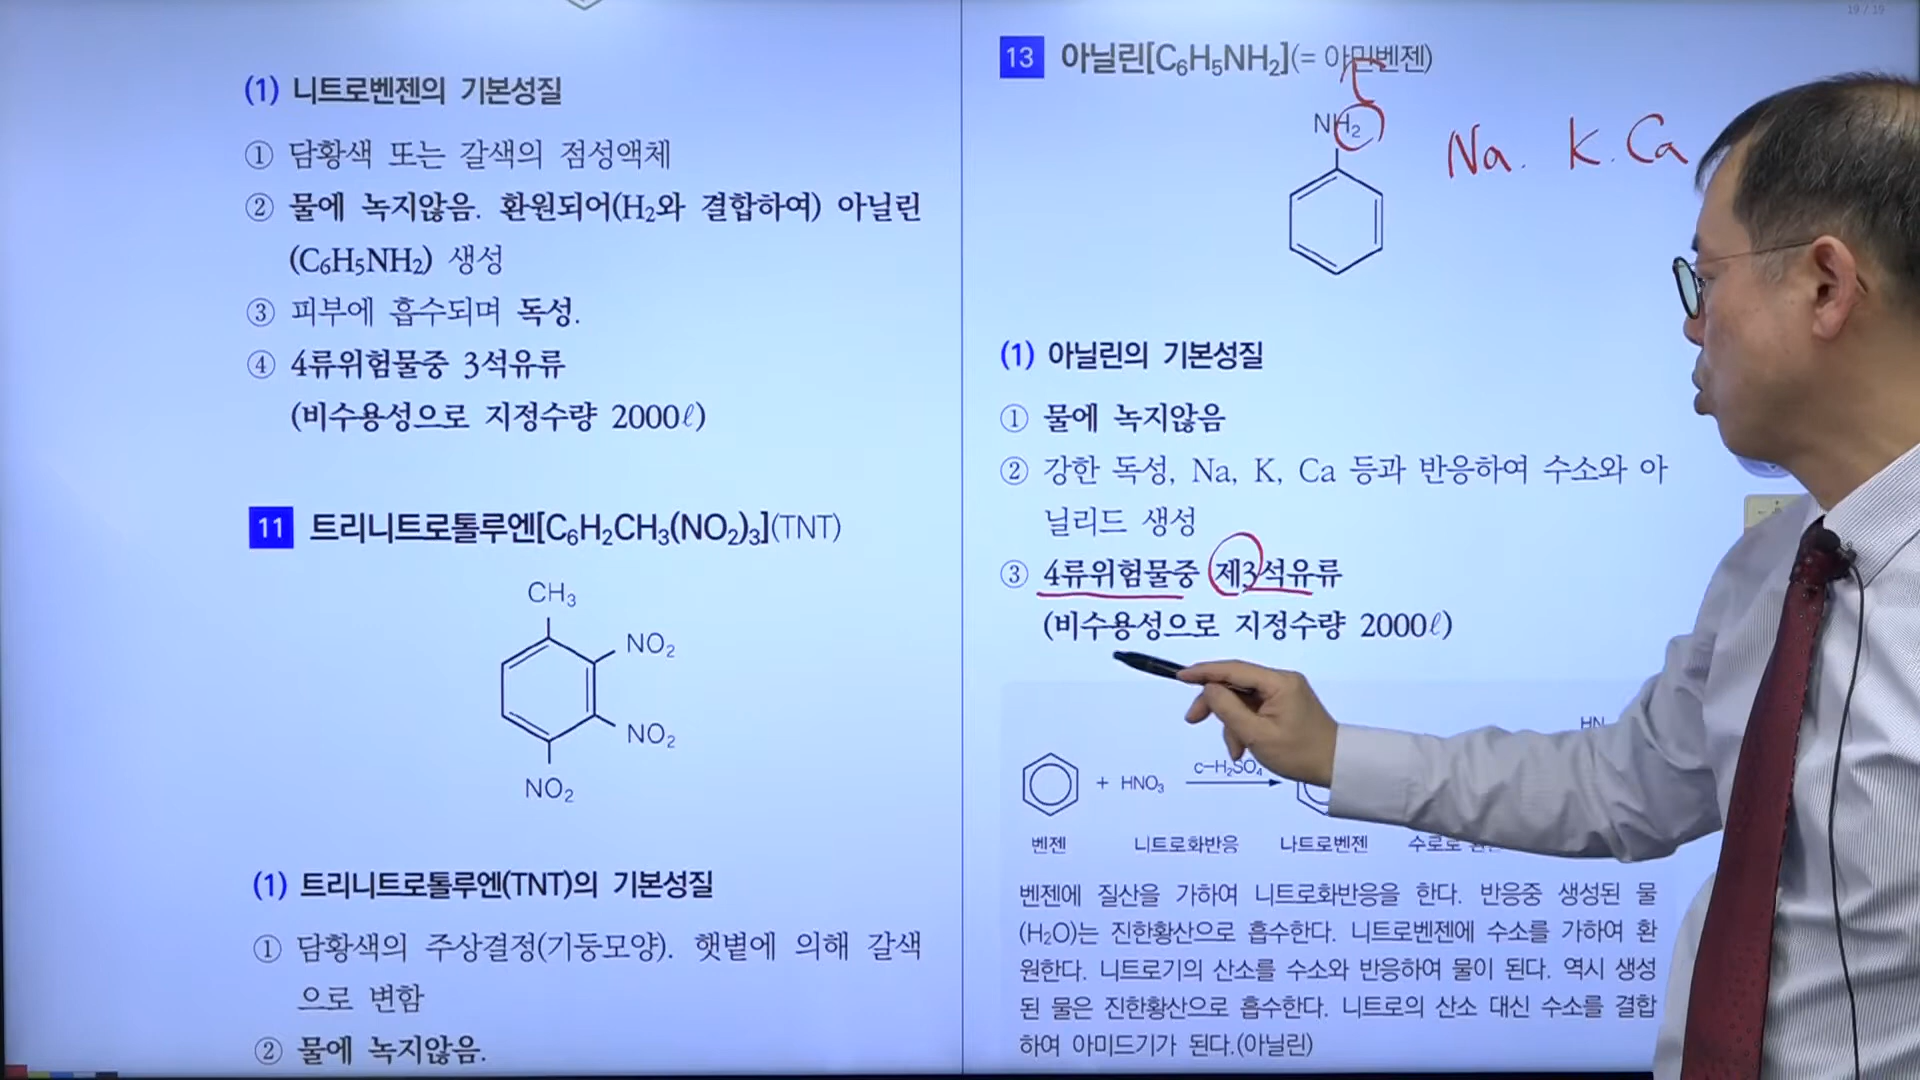 19 / 19
(1) 니트로벤젠의 기본성질
① 담황색 또는 갈색의 점성액체
② 물에 녹지않음. 환원되어(H₂와 결합하여) 아닐린
(C₆H₅NH₂) 생성
③ 피부에 흡수되며 독성.
④ 4류위험물중 3석유류
(비수용성으로 지정수량 2000ℓ)
11 트리니트로톨루엔[C₆H₂CH₃(NO₂)₃](TNT)
CH₃
NO₂
NO₂
NO₂
(1) 트리니트로톨루엔(TNT)의 기본성질
① 담황색의 주상결정(기둥모양). 햇볕에 의해 갈색
으로 변함
② 물에 녹지않음.
13 아닐린[C₆H₅NH₂](= 아민벤젠)
NH₂
Na. K. Ca
(1) 아닐린의 기본성질
① 물에 녹지않음
② 강한 독성, Na, K, Ca 등과 반응하여 수소와 아
닐리드 생성
③ 4류위험물중 제3석유류
(비수용성으로 지정수량 2000ℓ)
HN
+ HNO₃ c-H₂SO₄
벤젠 니트로화반응 나트로벤젠
벤젠에 질산을 가하여 니트로화반응을 한다. 반응중 생성된 물
(H₂O)는 진한황산으로 흡수한다. 니트로벤젠에 수소를 가하여 환
원한다. 니트로기의 산소를 수소와 반응하여 물이 된다. 역시 생성
된 물은 진한황산으로 흡수한다. 니트로의 산소 대신 수소를 결합
하여 아미드기가 된다.(아닐린)